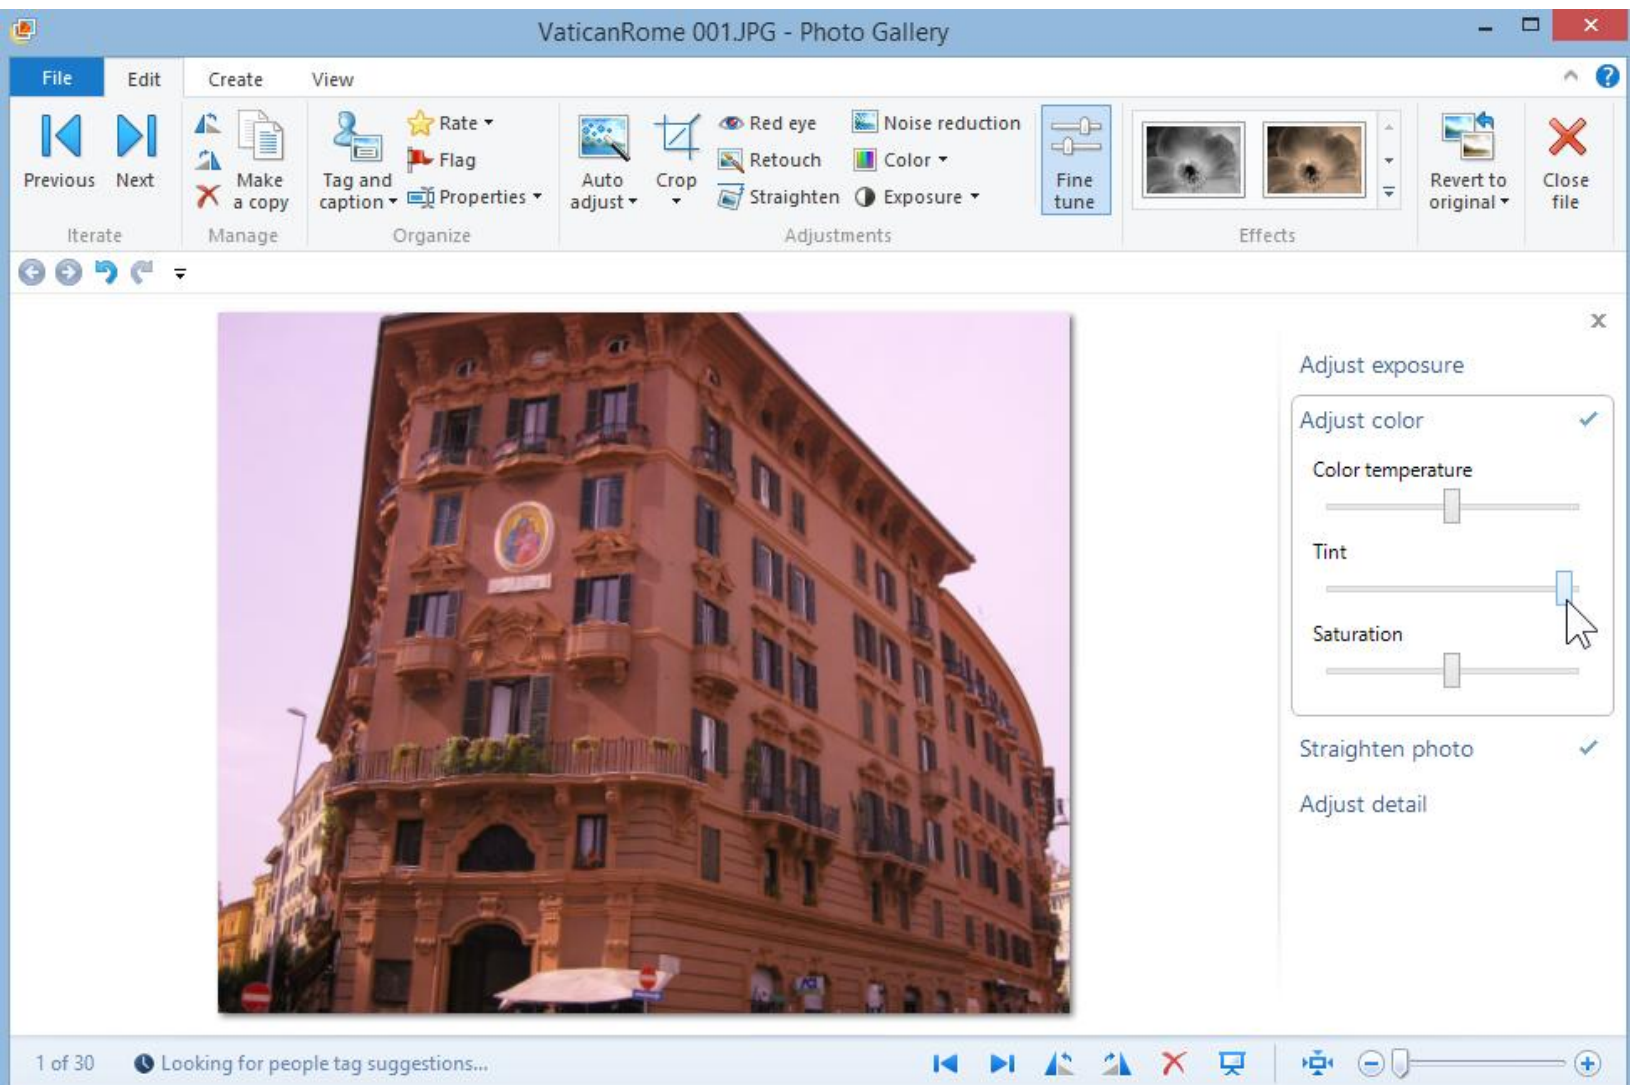 VaticanRome 001.JPG - Photo Gallery
File Edit Create View
Previous
Next
Make
a copy
Tag and
caption
Rate
Flag
Properties
Auto
adjust
Crop
Red eye
Retouch
Straighten
Noise reduction
Color
Exposure
Fine
tune
Revert to
original
Close
file
Iterate Manage Organize Adjustments Effects
Adjust exposure
Adjust color
Color temperature
Tint
Saturation
Straighten photo
Adjust detail
1 of 30 Looking for people tag suggestions...